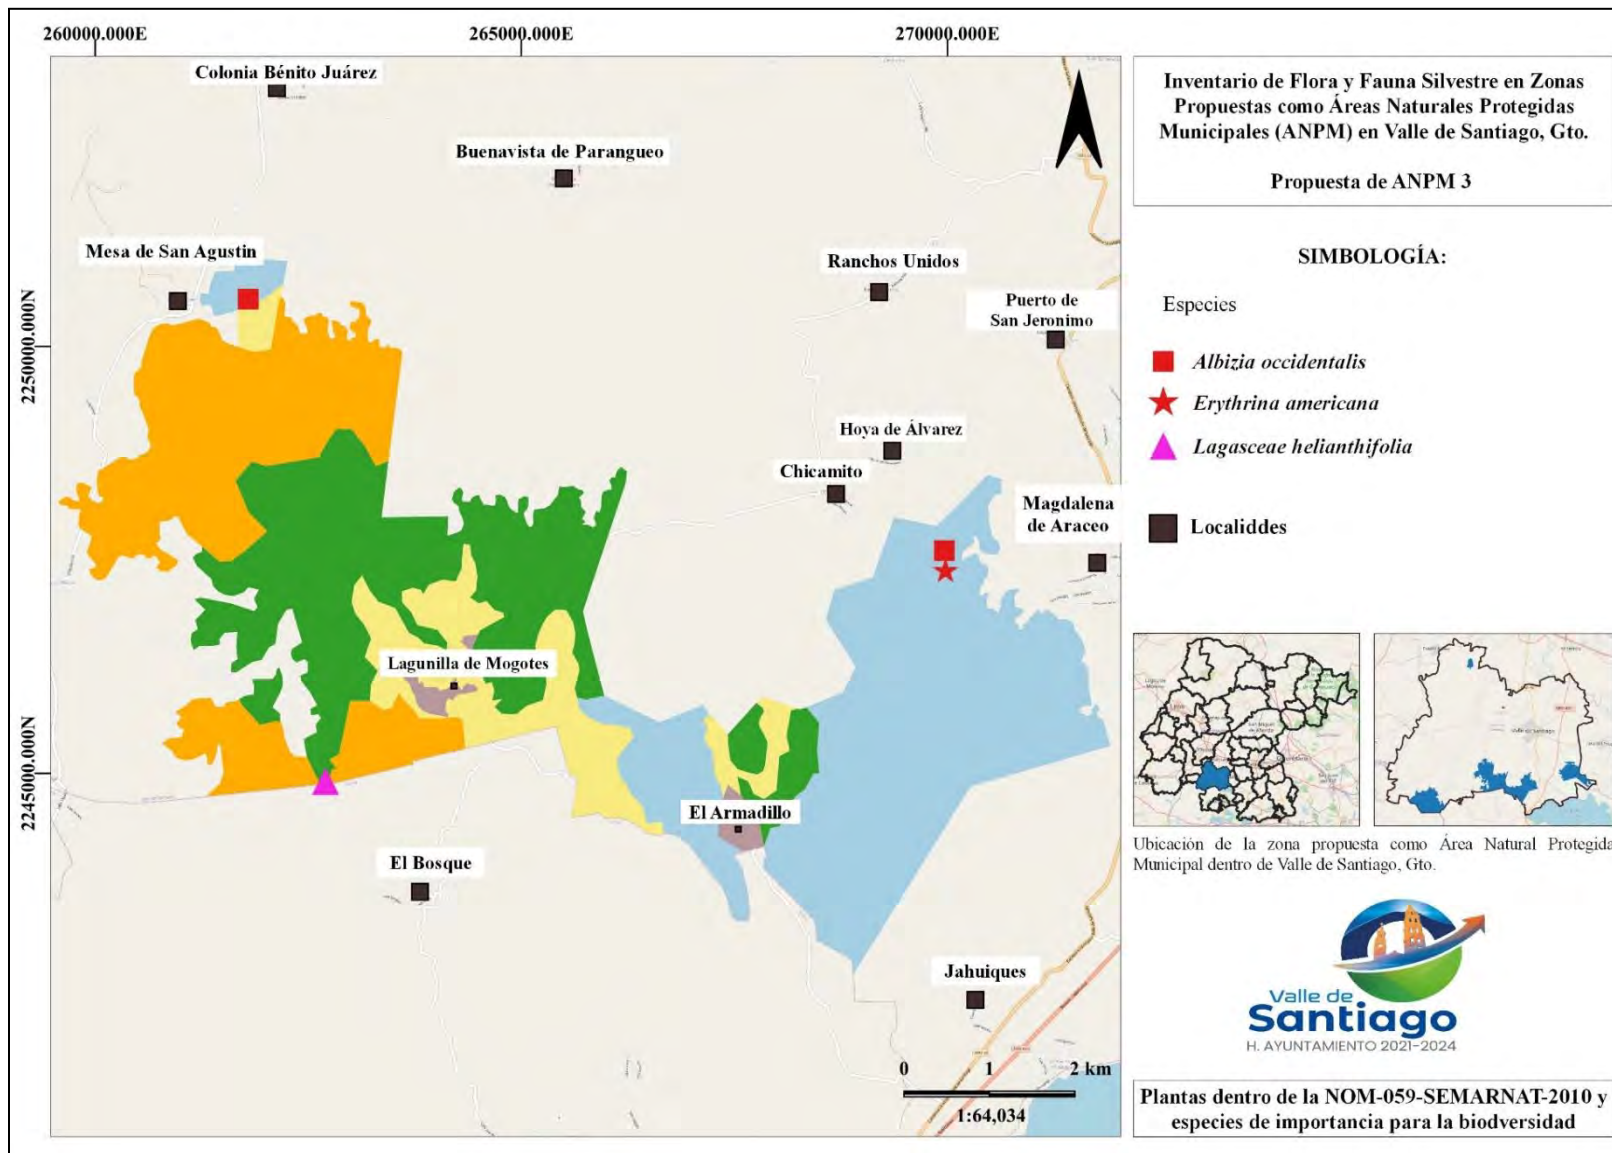 260000.000E
265000.000E
270000.000E
2250000.000N
2245000.000N
Colonia Bénito Juárez
Buenavista de Parangueo
Mesa de San Agustin
Ranchos Unidos
Puerto de
San Jeronimo
Hoya de Álvarez
Chicamito
Magdalena
de Araceo
Lagunilla de Mogotes
El Armadillo
El Bosque
Jahuiques
0 1 2 km
1:64,034
Inventario de Flora y Fauna Silvestre en Zonas
Propuestas como Áreas Naturales Protegidas
Municipales (ANPM) en Valle de Santiago, Gto.
Propuesta de ANPM 3
SIMBOLOGÍA:
Especies
Albizia occidentalis
Erythrina americana
Lagasceae helianthifolia
Localiddes
Ubicación de la zona propuesta como Área Natural Protegida
Municipal dentro de Valle de Santiago, Gto.
Valle de
Santiago
H. AYUNTAMIENTO 2021-2024
Plantas dentro de la NOM-059-SEMARNAT-2010 y
especies de importancia para la biodversidad